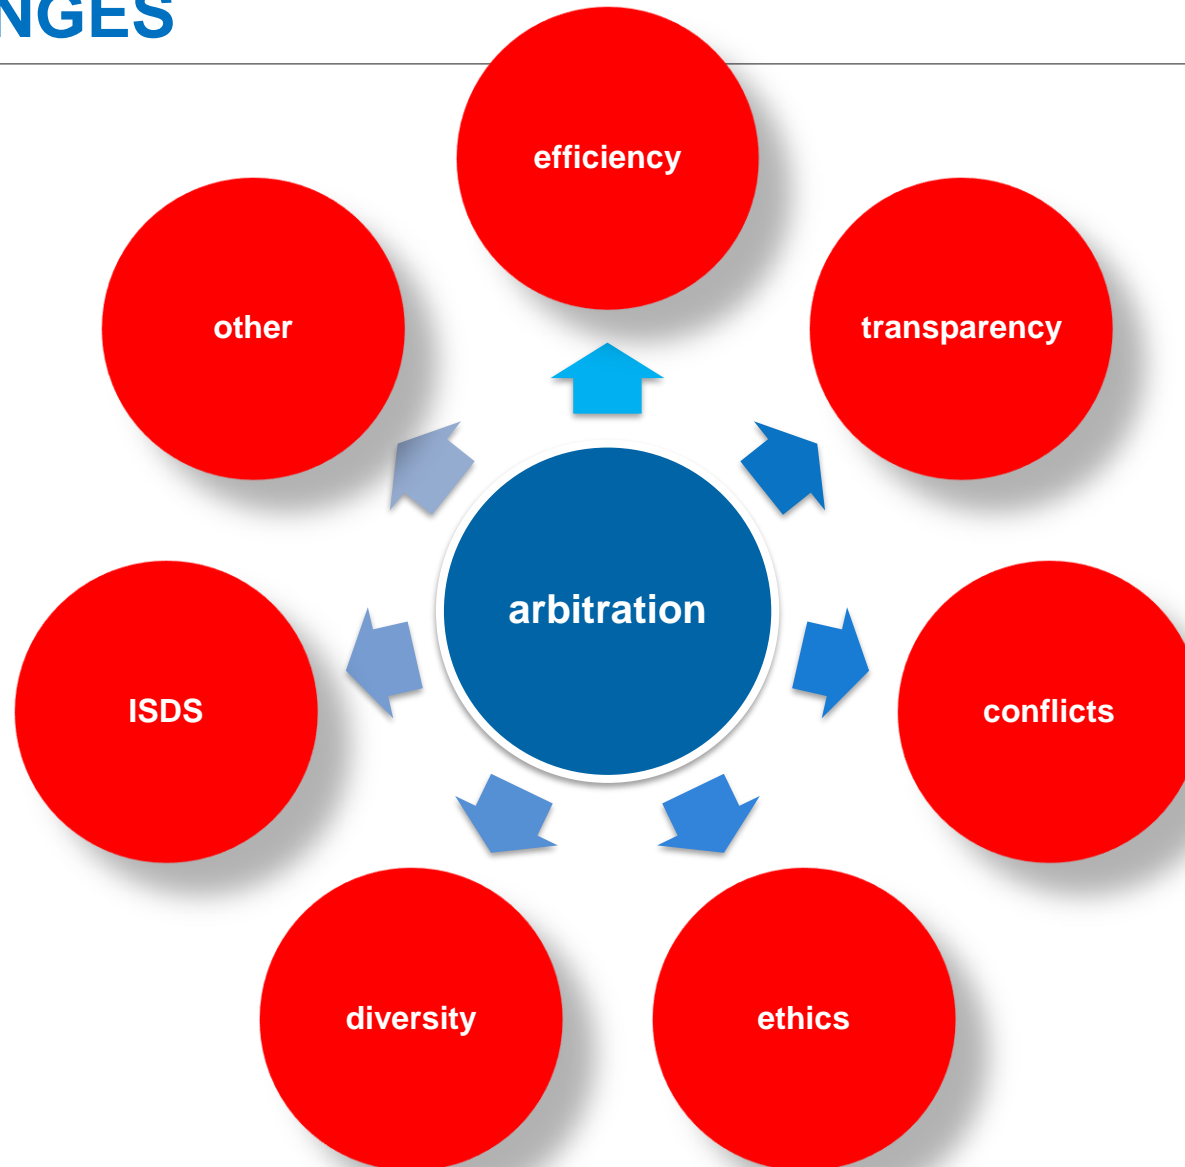 NGES
efficiency
transparency
other
arbitration
conflicts
ISDS
ethics
diversity